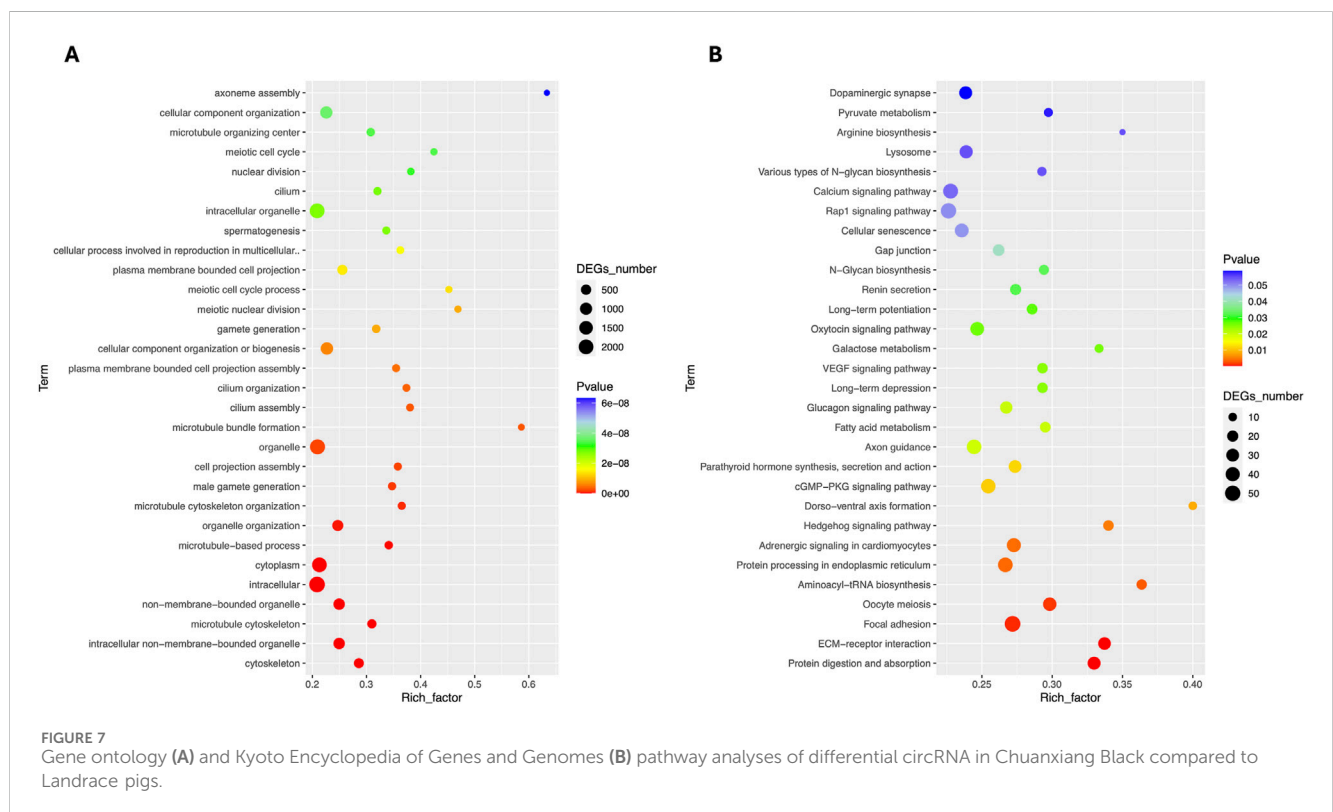 A
axoneme assembly
cellular component organization
microtubule organizing center
meiotic cell cycle
nuclear division
cilium
intracellular organelle
spermatogenesis
cellular process involved in reproduction in multicellular..
plasma membrane bounded cell projection
meiotic cell cycle process
meiotic nuclear division
gamete generation
cellular component organization or biogenesis
plasma membrane bounded cell projection assembly
cilium organization
cilium assembly
microtubule bundle formation
organelle
cell projection assembly
male gamete generation
microtubule cytoskeleton organization
organelle organization
microtubule−based process
cytoplasm
intracellular
non−membrane−bounded organelle
microtubule cytoskeleton
intracellular non−membrane−bounded organelle
cytoskeleton
Term
0.2 0.3 0.4 0.5 0.6
Rich_factor
DEGs_number
500
1000
1500
2000
Pvalue
6e−08
4e−08
2e−08
0e+00
B
Dopaminergic synapse
Pyruvate metabolism
Arginine biosynthesis
Lysosome
Various types of N−glycan biosynthesis
Calcium signaling pathway
Rap1 signaling pathway
Cellular senescence
Gap junction
N−Glycan biosynthesis
Renin secretion
Long−term potentiation
Oxytocin signaling pathway
Galactose metabolism
VEGF signaling pathway
Long−term depression
Glucagon signaling pathway
Fatty acid metabolism
Axon guidance
Parathyroid hormone synthesis, secretion and action
cGMP−PKG signaling pathway
Dorso−ventral axis formation
Hedgehog signaling pathway
Adrenergic signaling in cardiomyocytes
Protein processing in endoplasmic reticulum
Aminoacyl−tRNA biosynthesis
Oocyte meiosis
Focal adhesion
ECM−receptor interaction
Protein digestion and absorption
Term
0.25 0.30 0.35 0.40
Rich_factor
Pvalue
0.05
0.04
0.03
0.02
0.01
DEGs_number
10
20
30
40
50
FIGURE 7
Gene ontology (A) and Kyoto Encyclopedia of Genes and Genomes (B) pathway analyses of differential circRNA in Chuanxiang Black compared to
Landrace pigs.